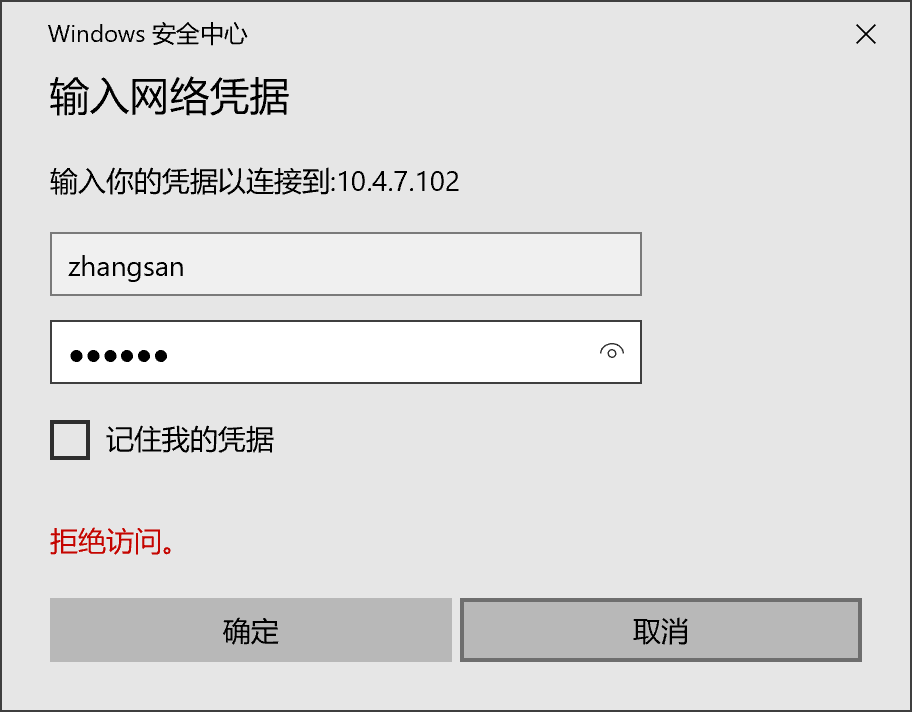 Windows 安全中心
输入网络凭据
输入你的凭据以连接到:10.4.7.102
zhangsan
●●●●●●
记住我的凭据
拒绝访问。
确定
取消